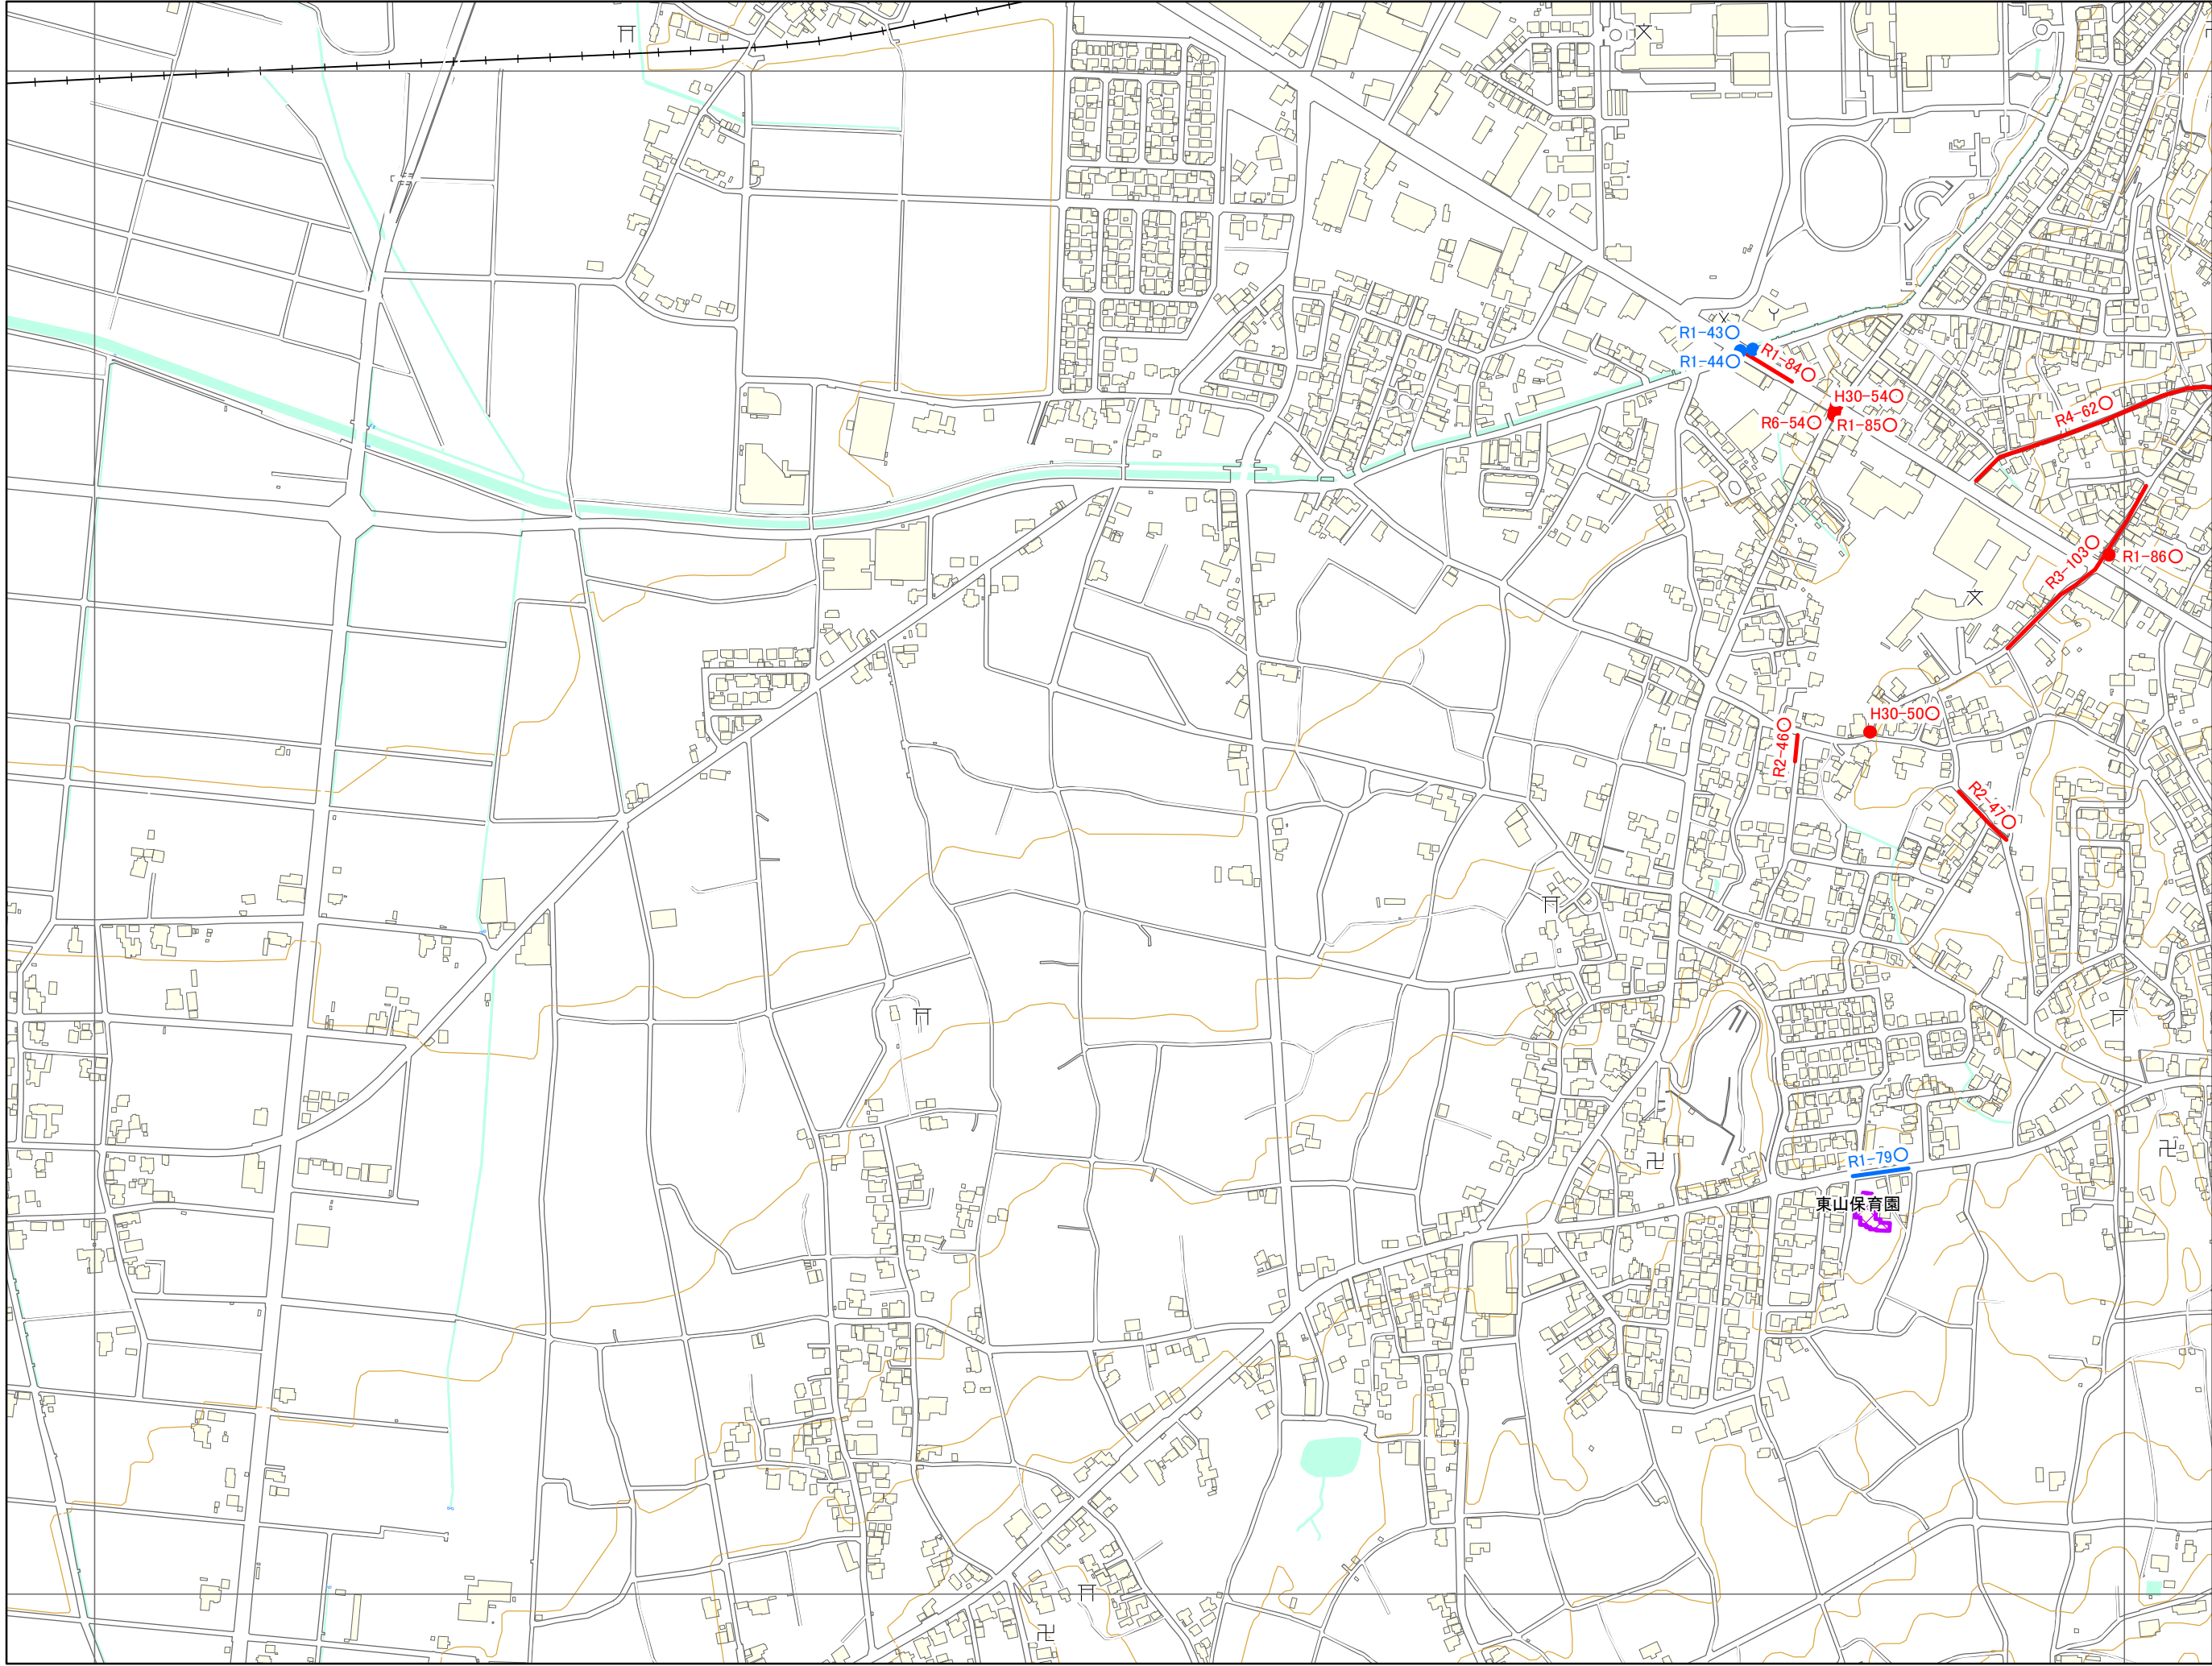 R1-43○
R1-44○
R1-84○
H30-54○
R6-54○
R1-85○
R4-62○
R3-103○
R1-86○
H30-50○
R2-46○
R2-47○
R1-79○
東山保育園